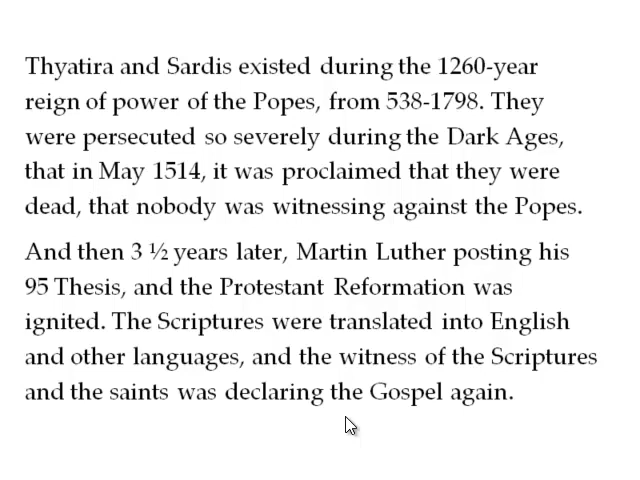 Thyatira and Sardis existed during the 1260-year
reign of power of the Popes, from 538-1798. They
were persecuted so severely during the Dark Ages,
that in May 1514, it was proclaimed that they were
dead, that nobody was witnessing against the Popes.
And then 3 ½ years later, Martin Luther posting his
95 Thesis, and the Protestant Reformation was
ignited. The Scriptures were translated into English
and other languages, and the witness of the Scriptures
and the saints was declaring the Gospel again.